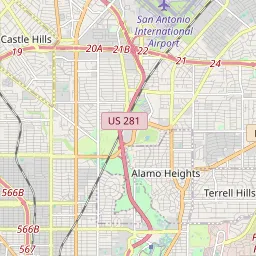 San Antonio
International
Airport
Castle Hills
19
20A
21B
22
21
24
US 281
Alamo Heights
Terrell Hills
566B
566B
567